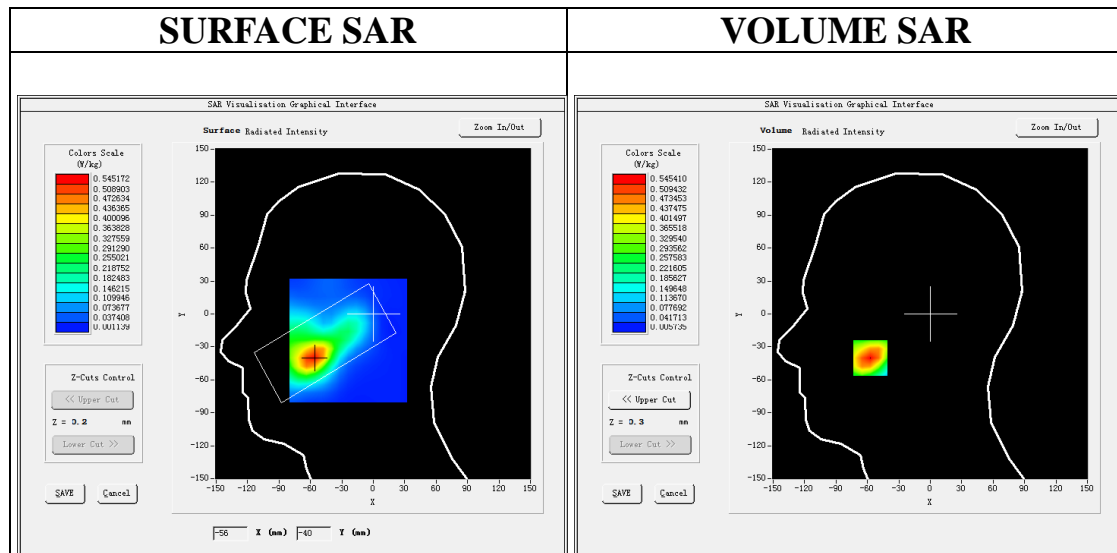 SURFACE SAR
VOLUME SAR
SAR Visualisation Graphical Interface
Surface Radiated Intensity
Zoom In/Out
Colors Scale
(W/kg)
0.545172
0.508903
0.472634
0.436365
0.400096
0.363828
0.327559
0.291290
0.255021
0.218752
0.182483
0.146215
0.109946
0.073677
0.037408
0.001139
Z-Cuts Control
<< Upper Cut
Z = 0.2 mm
Lower Cut >>
SAVE Cancel
150
120
90
60
30
0
-30
-60
-90
-120
-150
Y
-150 -120 -90 -60 -30 0 30 60 90 120 150
X
-56 X (mm) -40 Y (mm)
SAR Visualisation Graphical Interface
Volume Radiated Intensity
Zoom In/Out
Colors Scale
(W/kg)
0.545410
0.509432
0.473453
0.437475
0.401497
0.365518
0.329540
0.293562
0.257583
0.221605
0.185627
0.149648
0.113670
0.077692
0.041713
0.005735
Z-Cuts Control
<< Upper Cut
Z = 0.3 mm
Lower Cut >>
SAVE Cancel
150
120
90
60
30
0
-30
-60
-90
-120
-150
Y
-150 -120 -90 -60 -30 0 30 60 90 120 150
X